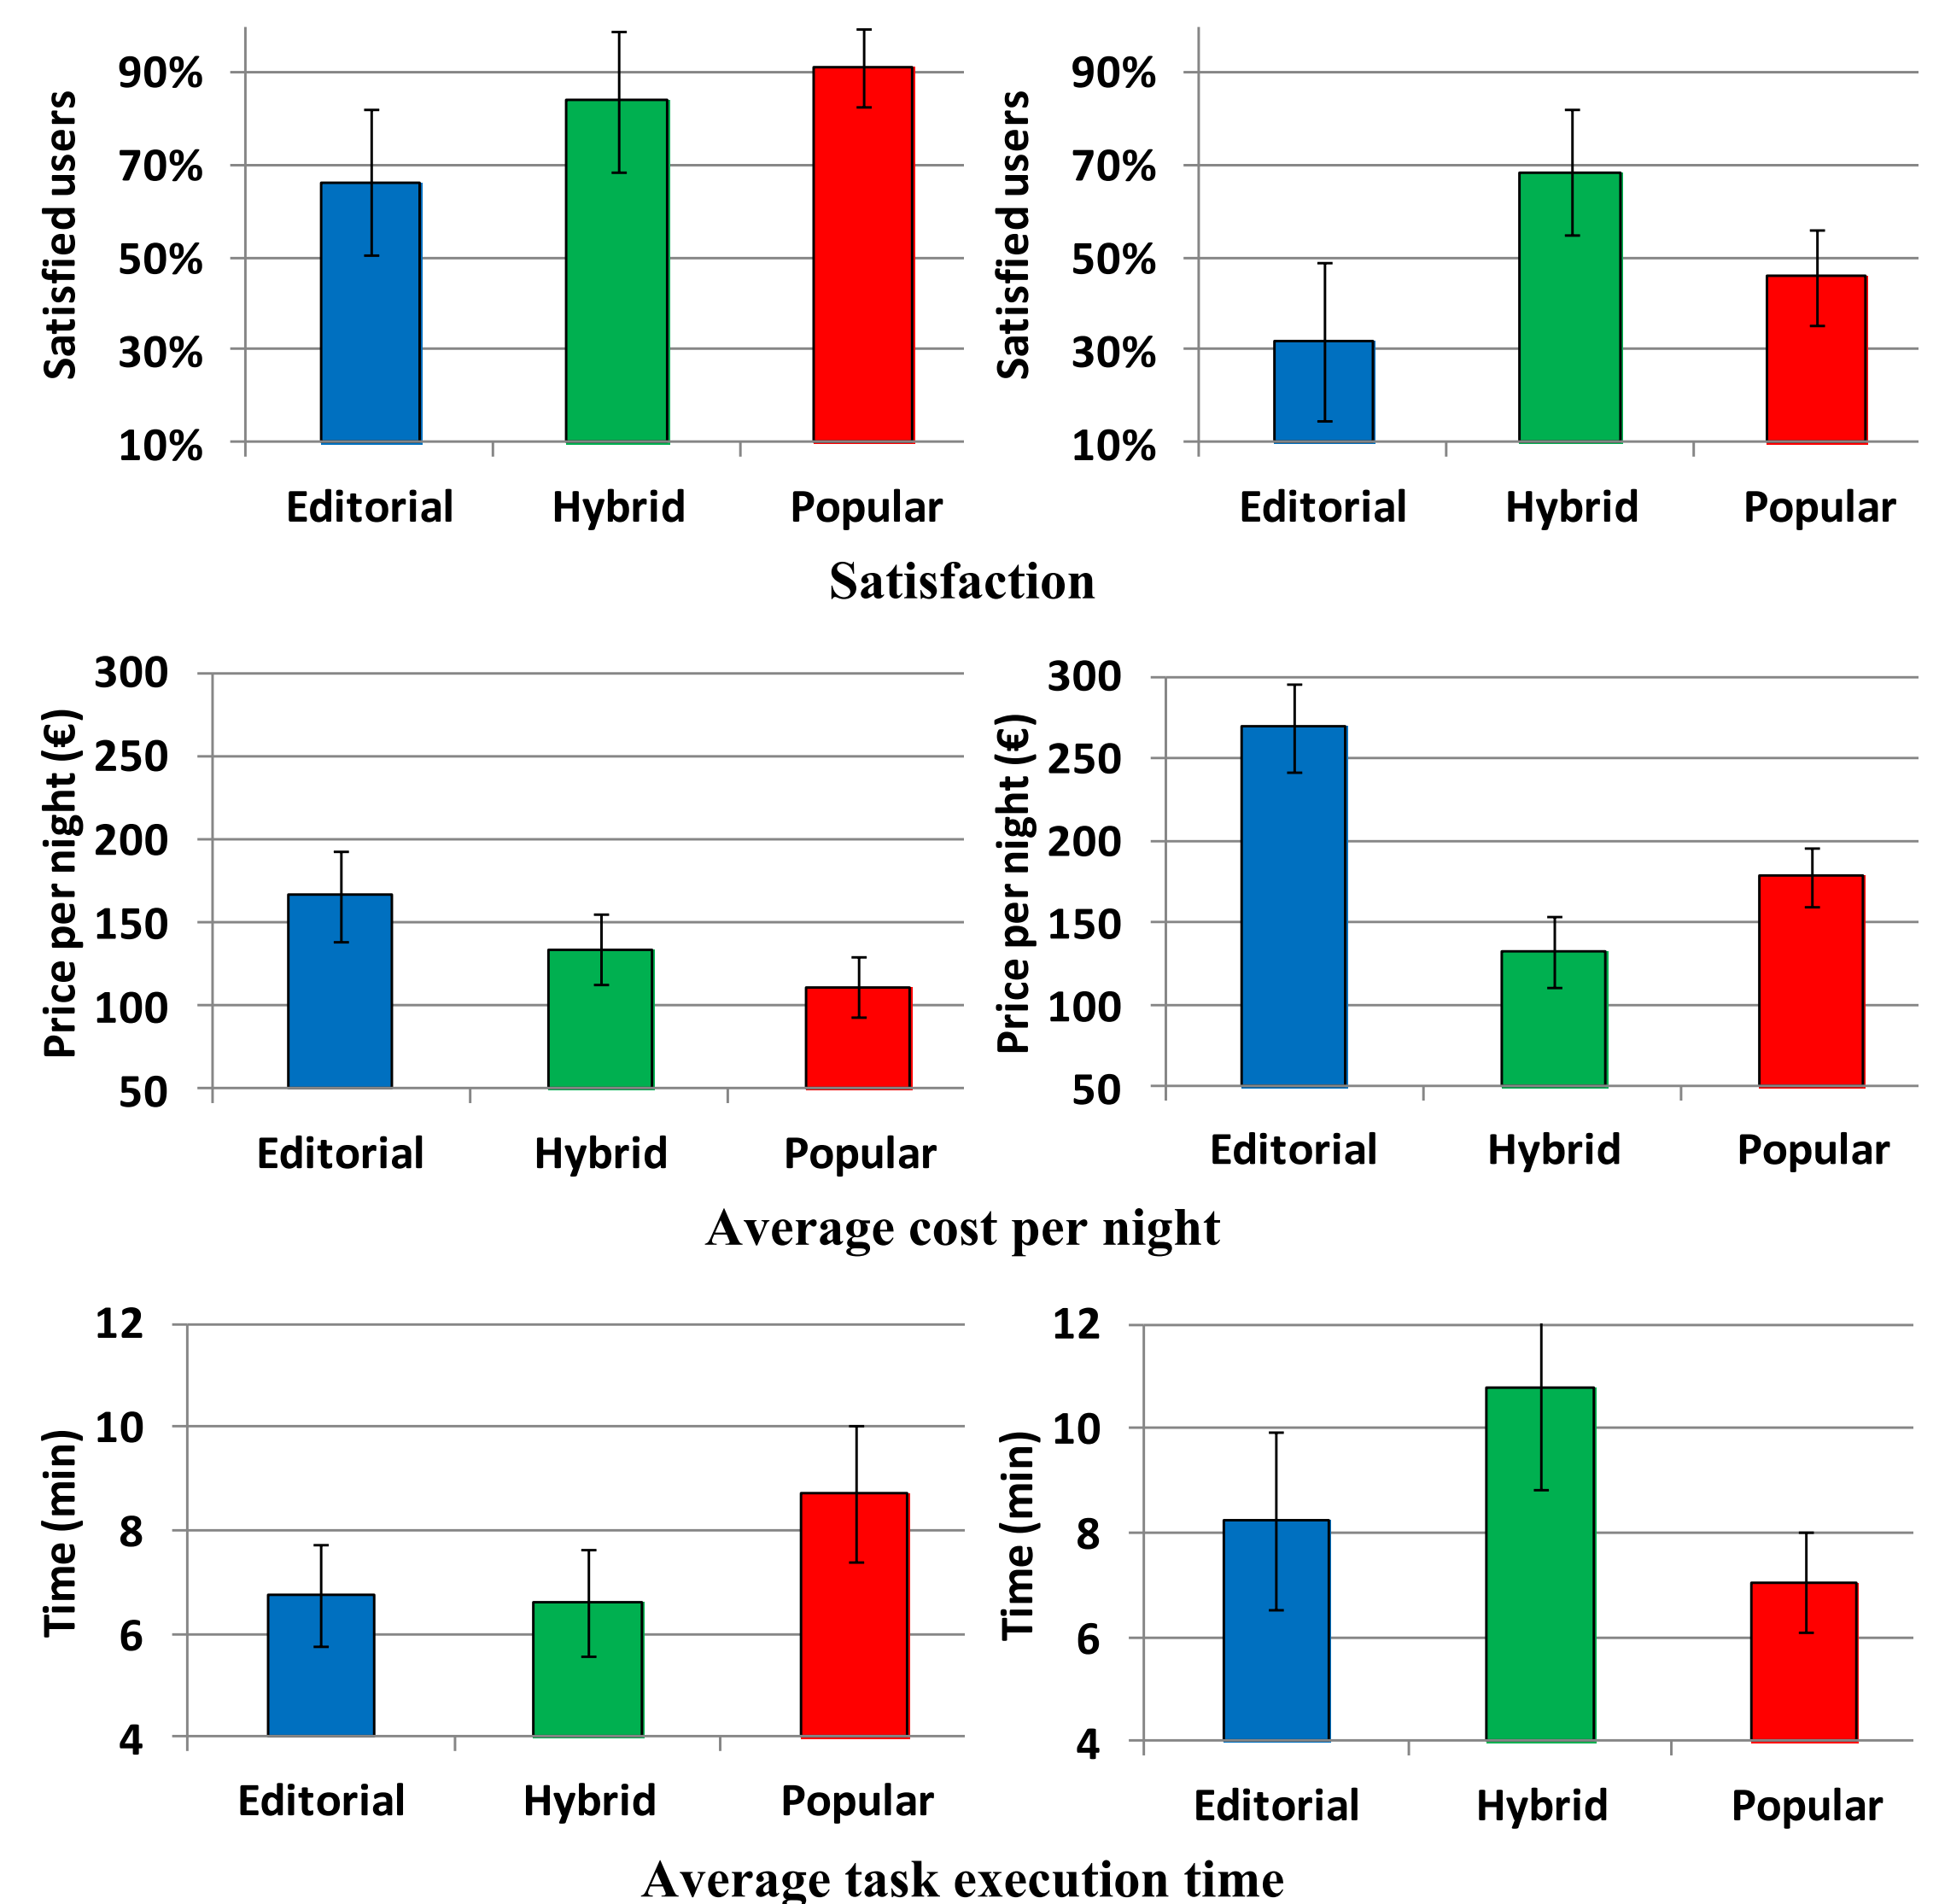 Satisfied users
90%
70%
50%
30%
10%
Editorial Hybrid Popular
Satisfied users
90%
70%
50%
30%
10%
Editorial Hybrid Popular
Satisfaction
Price per night (€)
300
250
200
150
100
50
Editorial Hybrid Popular
Price per night (€)
300
250
200
150
100
50
Editorial Hybrid Popular
Average cost per night
Time (min)
12
10
8
6
4
Editorial Hybrid Popular
Time (min)
12
10
8
6
4
Editorial Hybrid Popular
Average task execution time